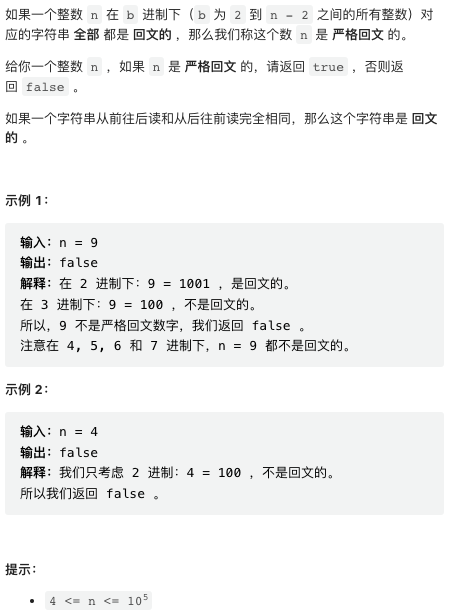 如果一个整数 n 在 b 进制下（ b 为 2 到 n - 2 之间的所有整数）对
应的字符串 全部 都是 回文的 ，那么我们称这个数 n 是 严格回文 的。
给你一个整数 n ，如果 n 是 严格回文 的，请返回 true ，否则返
回 false 。
如果一个字符串从前往后读和从后往前读完全相同，那么这个字符串是 回文
的 。
示例 1：
输入：n = 9
输出：false
解释：在 2 进制下：9 = 1001 ，是回文的。
在 3 进制下：9 = 100 ，不是回文的。
所以，9 不是严格回文数字，我们返回 false 。
注意在 4, 5, 6 和 7 进制下，n = 9 都不是回文的。
示例 2：
输入：n = 4
输出：false
解释：我们只考虑 2 进制：4 = 100 ，不是回文的。
所以我们返回 false 。
提示：
• 4 <= n <= 10⁵